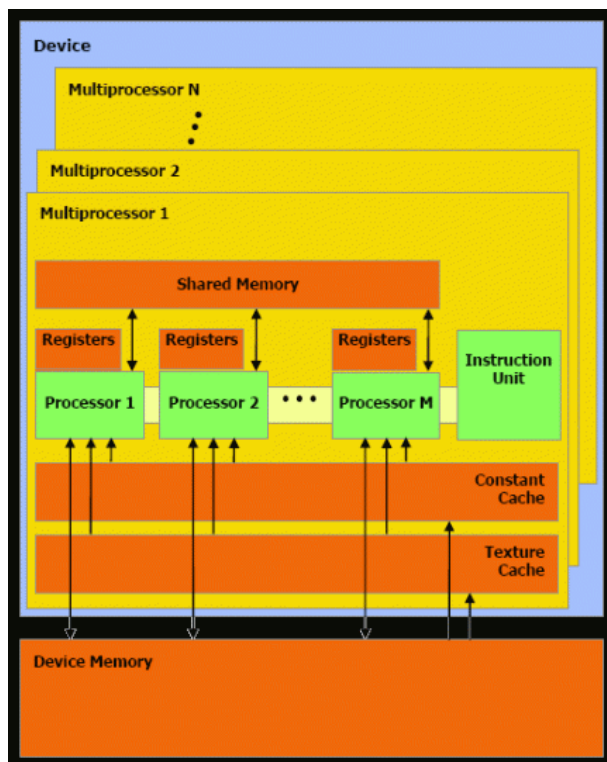 Device
Multiprocessor N
Multiprocessor 2
Multiprocessor 1
Shared Memory
Registers
Registers
Registers
Instruction
Unit
Processor 1
Processor 2
Processor M
Constant
Cache
Texture
Cache
Device Memory